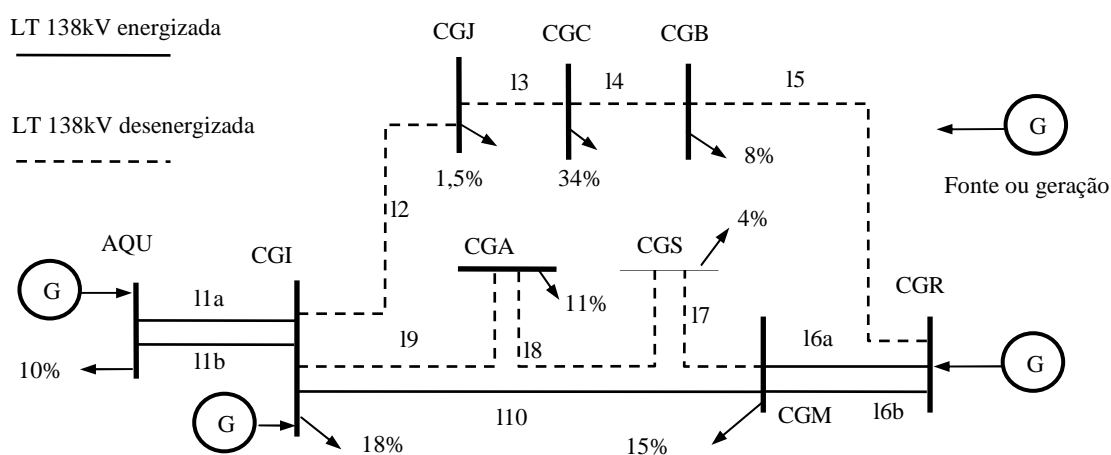 LT 138kV energizada
LT 138kV desenergizada
CGJ
CGC
CGB
l3
l4
l5
G
Fonte ou geração
1,5%
34%
8%
l2
4%
AQU
CGI
CGA
CGS
CGR
G
l1a
l1b
10%
11%
l9
l8
l7
l6a
l6b
G
l10
CGM
G
18%
15%